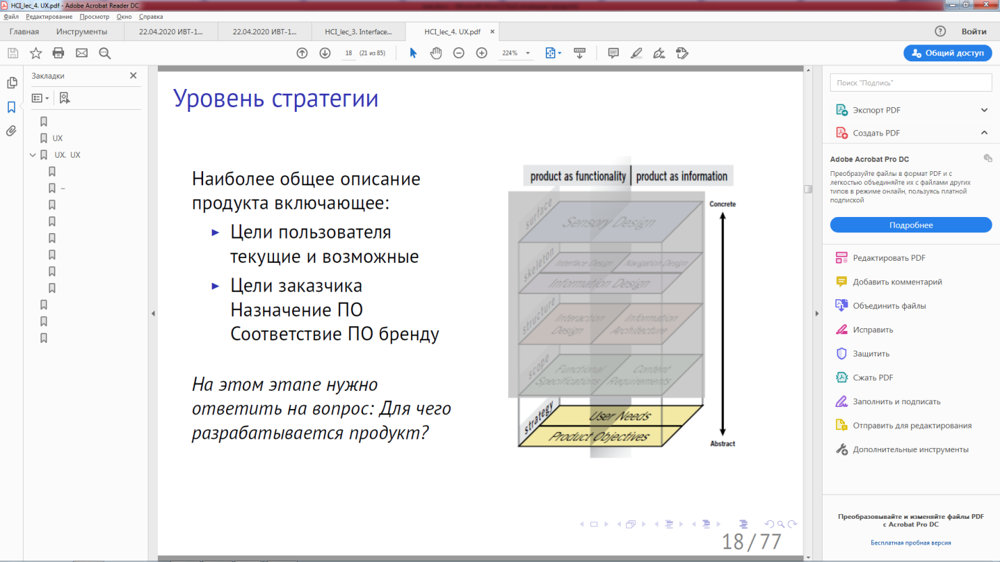 HCI_lec_4. UX.pdf - Adobe Acrobat Reader DC
Файл Редактирование Просмотр Окно Справка
Главная Инструменты 22.04.2020 ИВТ-1... 22.04.2020 ИВТ-1... HCI_lec_3. Interface... HCI_lec_4. UX.pdf × Войти
18 (21 из 85) 224% Общий доступ
Закладки
UX
UX. UX
–
Уровень стратегии
Наиболее общее описание
продукта включающее:
Цели пользователя
текущие и возможные
Цели заказчика
Назначение ПО
Соответствие ПО бренду
На этом этапе нужно
ответить на вопрос: Для чего
разрабатывается продукт?
product as functionality product as information
Concrete
surface
Sensory Design
skeleton
Interface Design Navigation Design
Information Design
structure
Interaction Design
Information Architecture
scope
Functional Specifications
Content Requirements
strategy
User Needs
Product Objectives
Abstract
18/77
Поиск "Подпись"
Экспорт PDF
Создать PDF
Adobe Acrobat Pro DC
Преобразуйте файлы в формат PDF и с
легкостью объединяйте их с файлами других
типов в режиме онлайн, пользуясь платной
подпиской
Подробнее
Редактировать PDF
Добавить комментарий
Объединить файлы
Исправить
Защитить
Сжать PDF
Заполнить и подписать
Отправить для редактирования
Дополнительные инструменты
Преобразовывайте и изменяйте файлы PDF
с Acrobat Pro DC
Бесплатная пробная версия